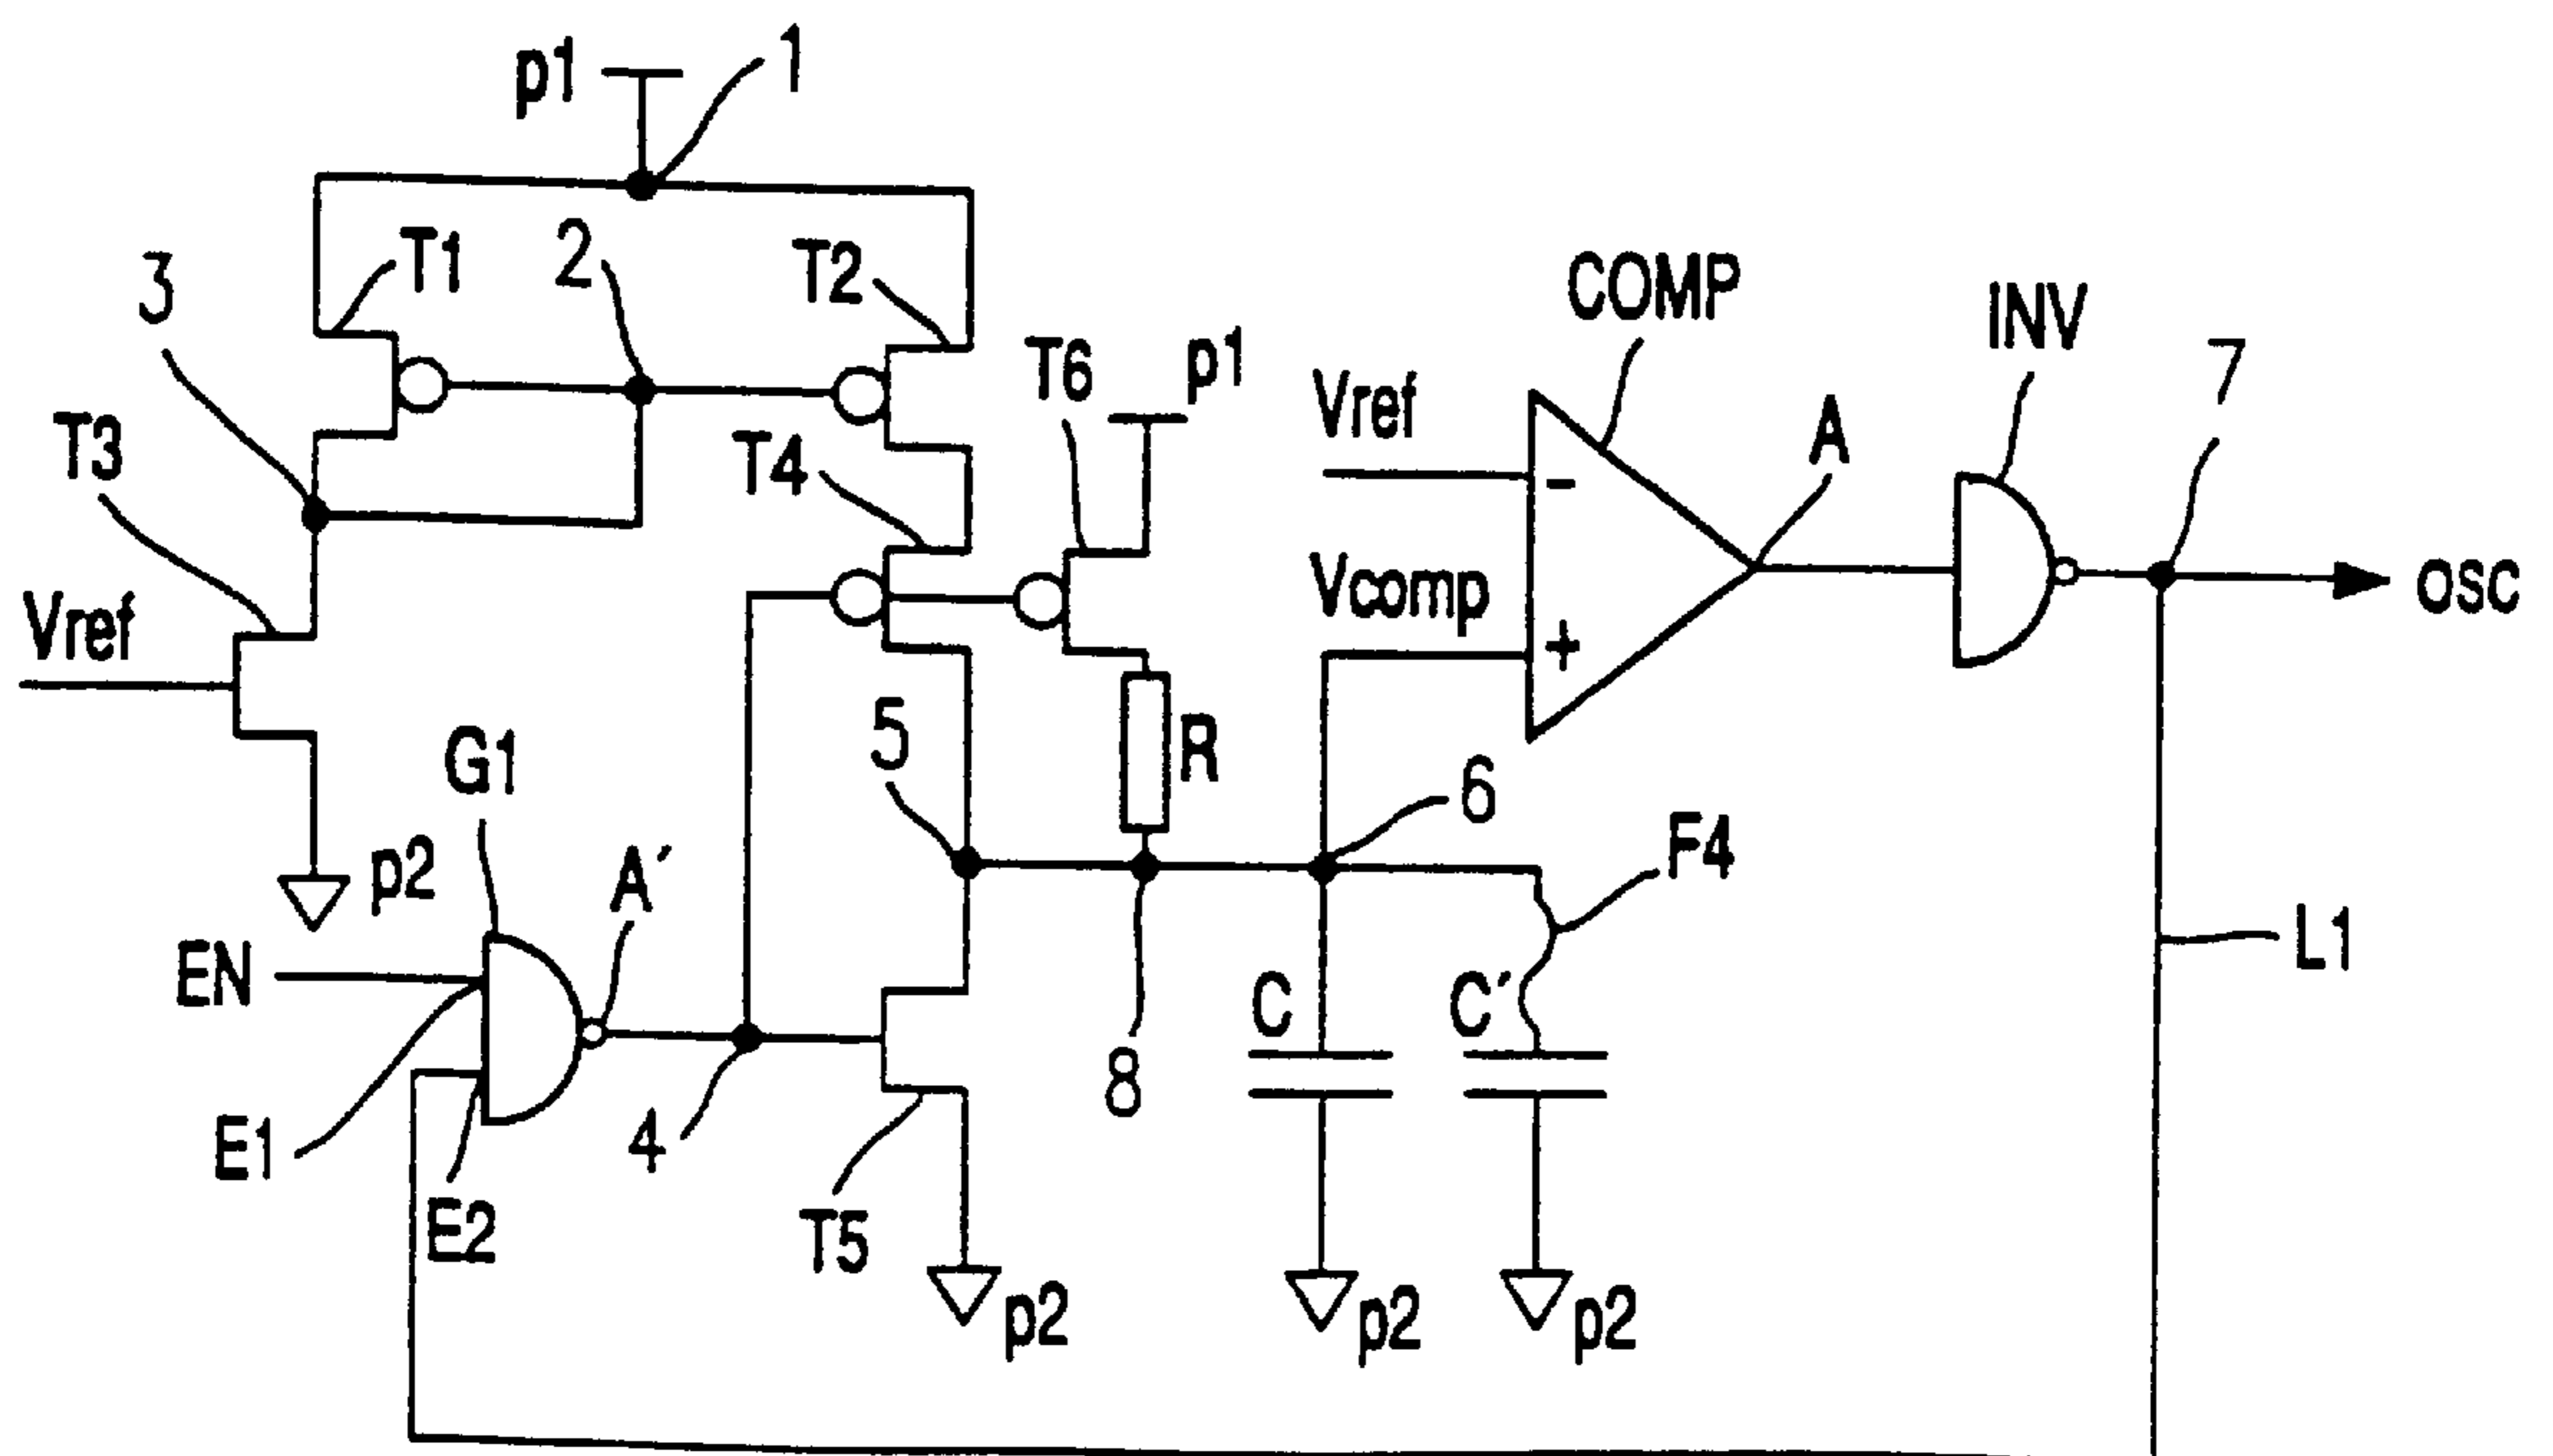 p1
1
3
T1
2
T2
T3
T4
T6
p1
COMP
INV
7
Vref
A
Vcomp
-
+
osc
Vref
G1
5
R
6
F4
p2
A´
EN
L1
C
C´
E1
E2
4
8
T5
p2
p2
p2